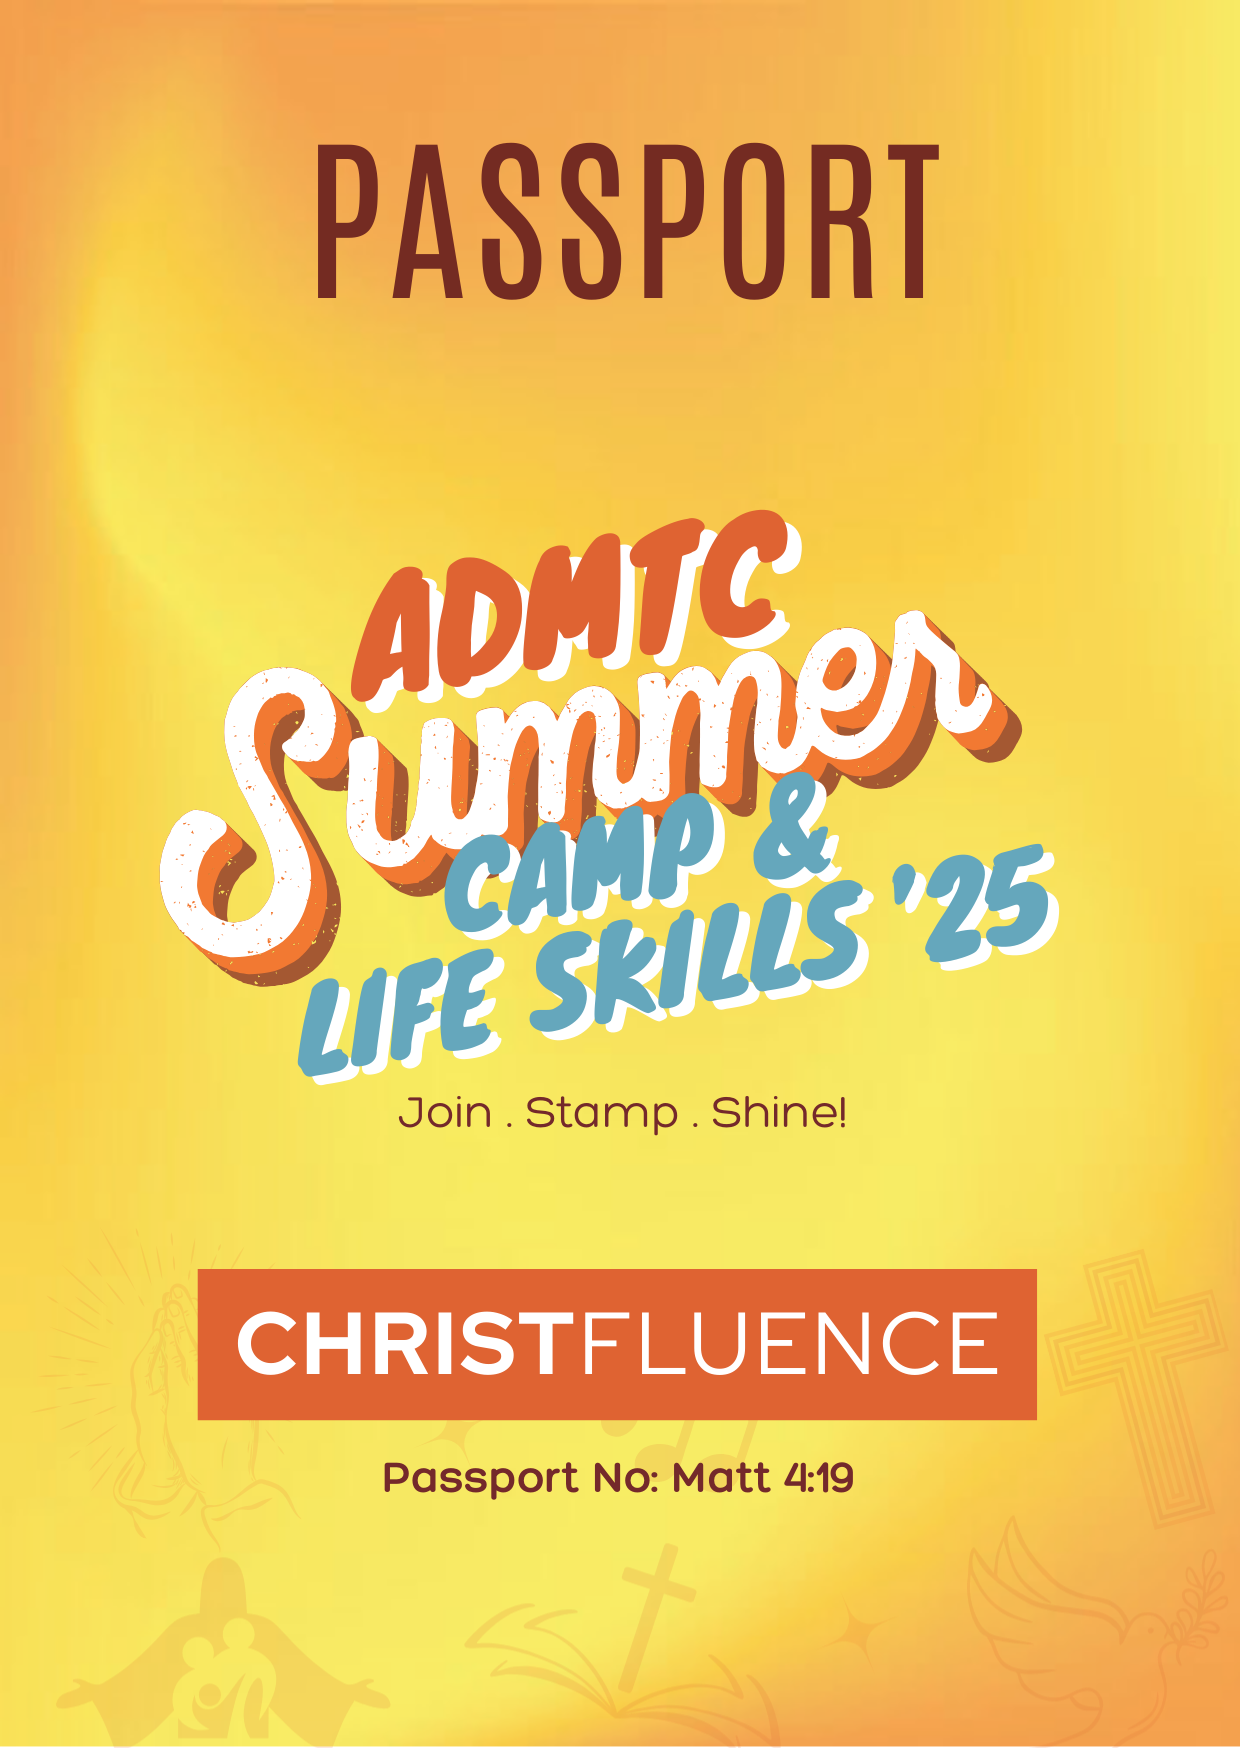 PASSPORT
ADMTC
Summer
CAMP &
LIFE SKILLS '25
Join . Stamp . Shine!
CHRISTFLUENCE
Passport No: Matt 4:19